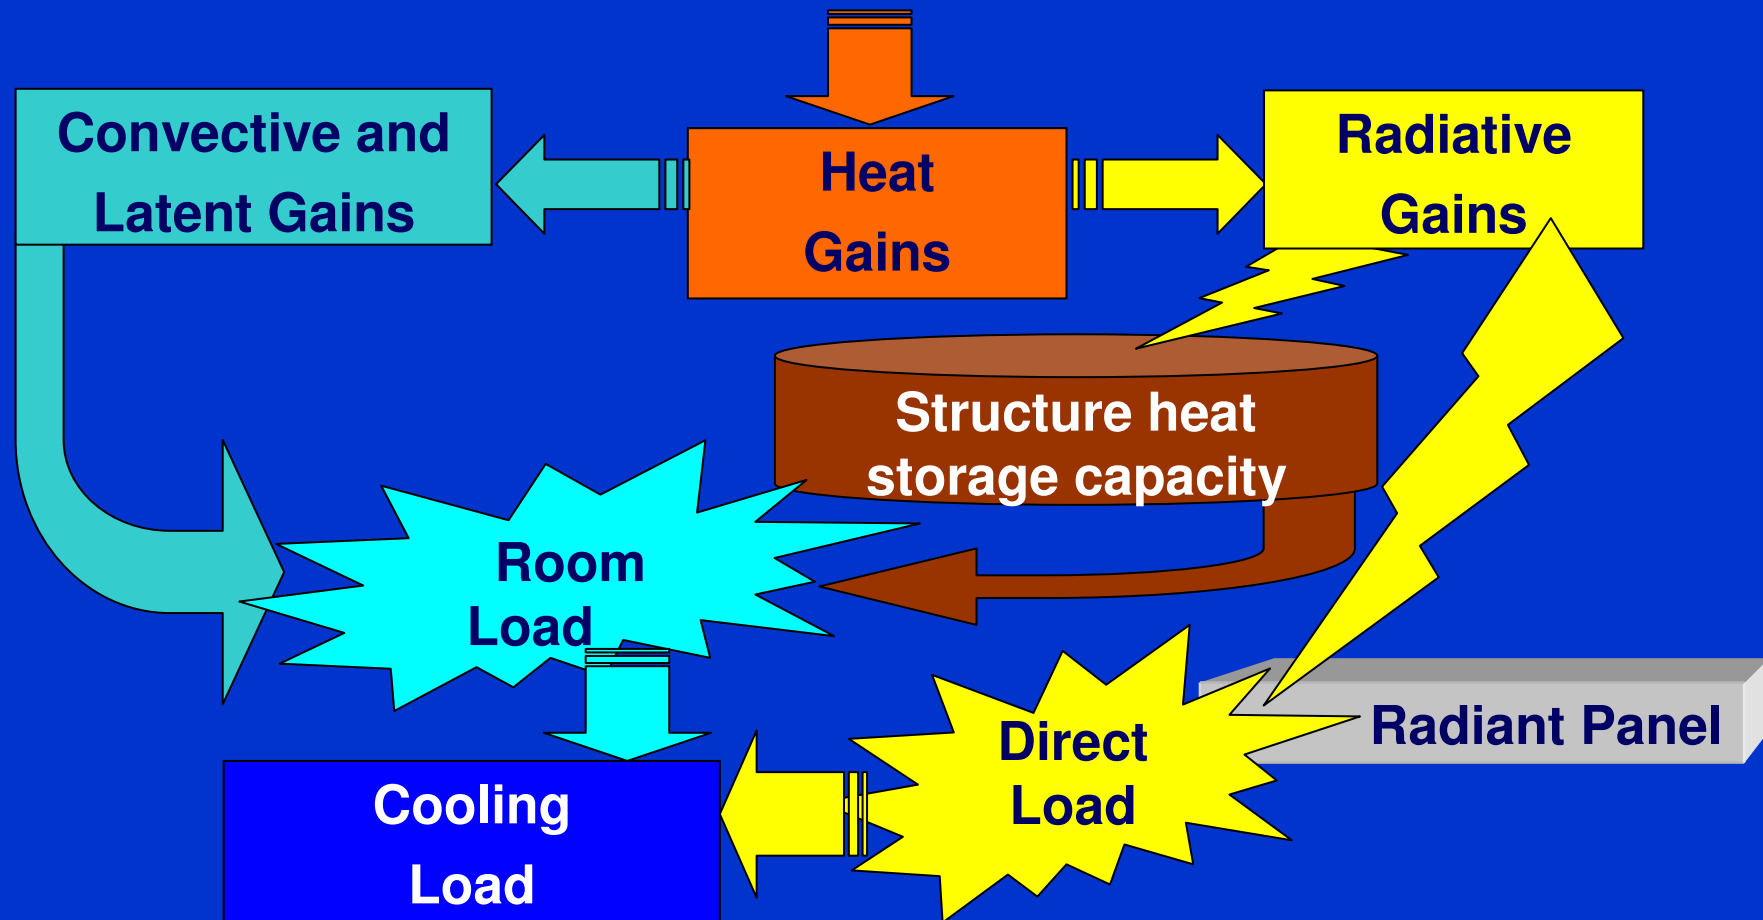 Convective and
Latent Gains
Heat
Gains
Radiative
Gains
Structure heat
storage capacity
Room
Load
Direct
Load
Radiant Panel
Cooling
Load